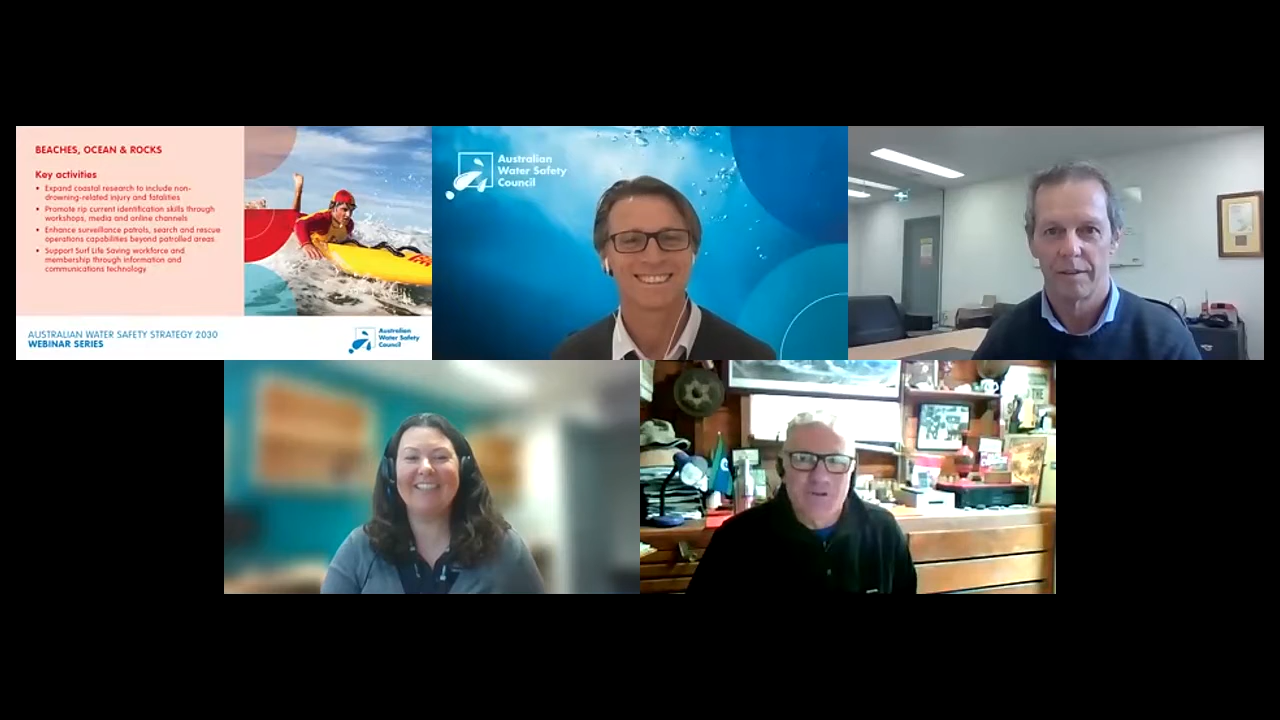 BEACHES, OCEAN & ROCKS
Key activities
• Expand coastal research to include non-
drowning-related injury and fatalities
• Promote rip current identification skills through
workshops, media and online channels
• Enhance surveillance patrols, search and rescue
operations capabilities beyond patrolled areas.
• Support Surf Life Saving workforce and
membership through information and
communications technology
AUSTRALIAN WATER SAFETY STRATEGY 2030
WEBINAR SERIES
Australian
Water Safety
Council
Australian
Water Safety
Council